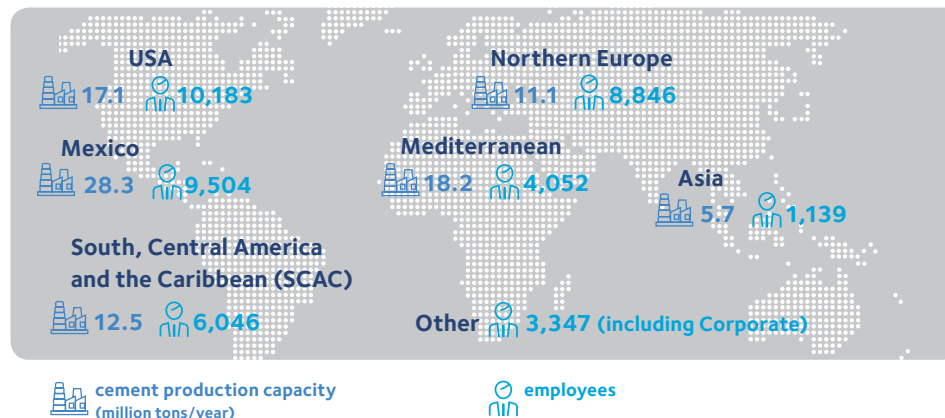 USA
17.1 10,183
Northern Europe
11.1 8,846
Mexico
28.3 9,504
Mediterranean
18.2 4,052
Asia
5.7 1,139
South, Central America
and the Caribbean (SCAC)
12.5 6,046
Other 3,347 (including Corporate)
cement production capacity
(million tons/year)
employees